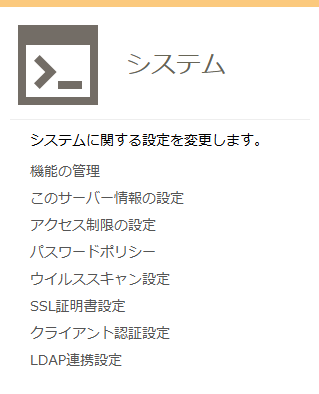 システム
システムに関する設定を変更します。
機能の管理
このサーバー情報の設定
アクセス制限の設定
パスワードポリシー
ウイルススキャン設定
SSL証明書設定
クライアント認証設定
LDAP連携設定